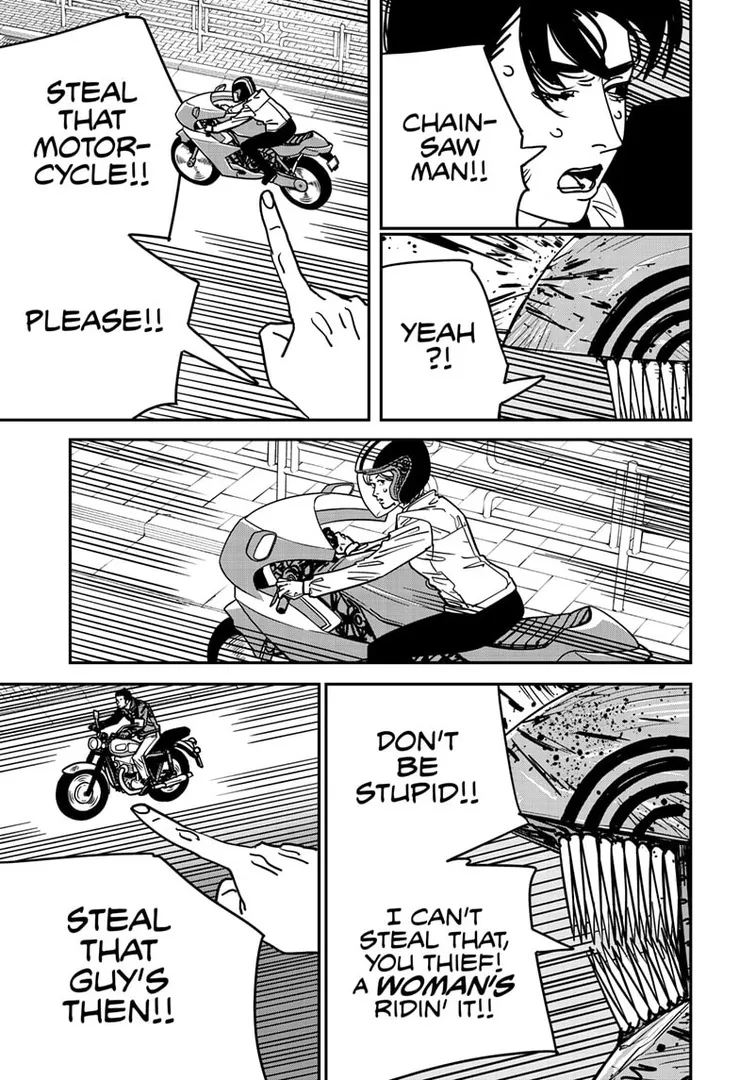 CHAIN-
SAW
MAN!!
YEAH
?!
STEAL
THAT
MOTOR-
CYCLE!!
PLEASE!!
DON'T
BE
STUPID!!
I CAN'T
STEAL THAT,
YOU THIEF!
A WOMAN'S
RIDIN' IT!!
STEAL
THAT
GUY'S
THEN!!